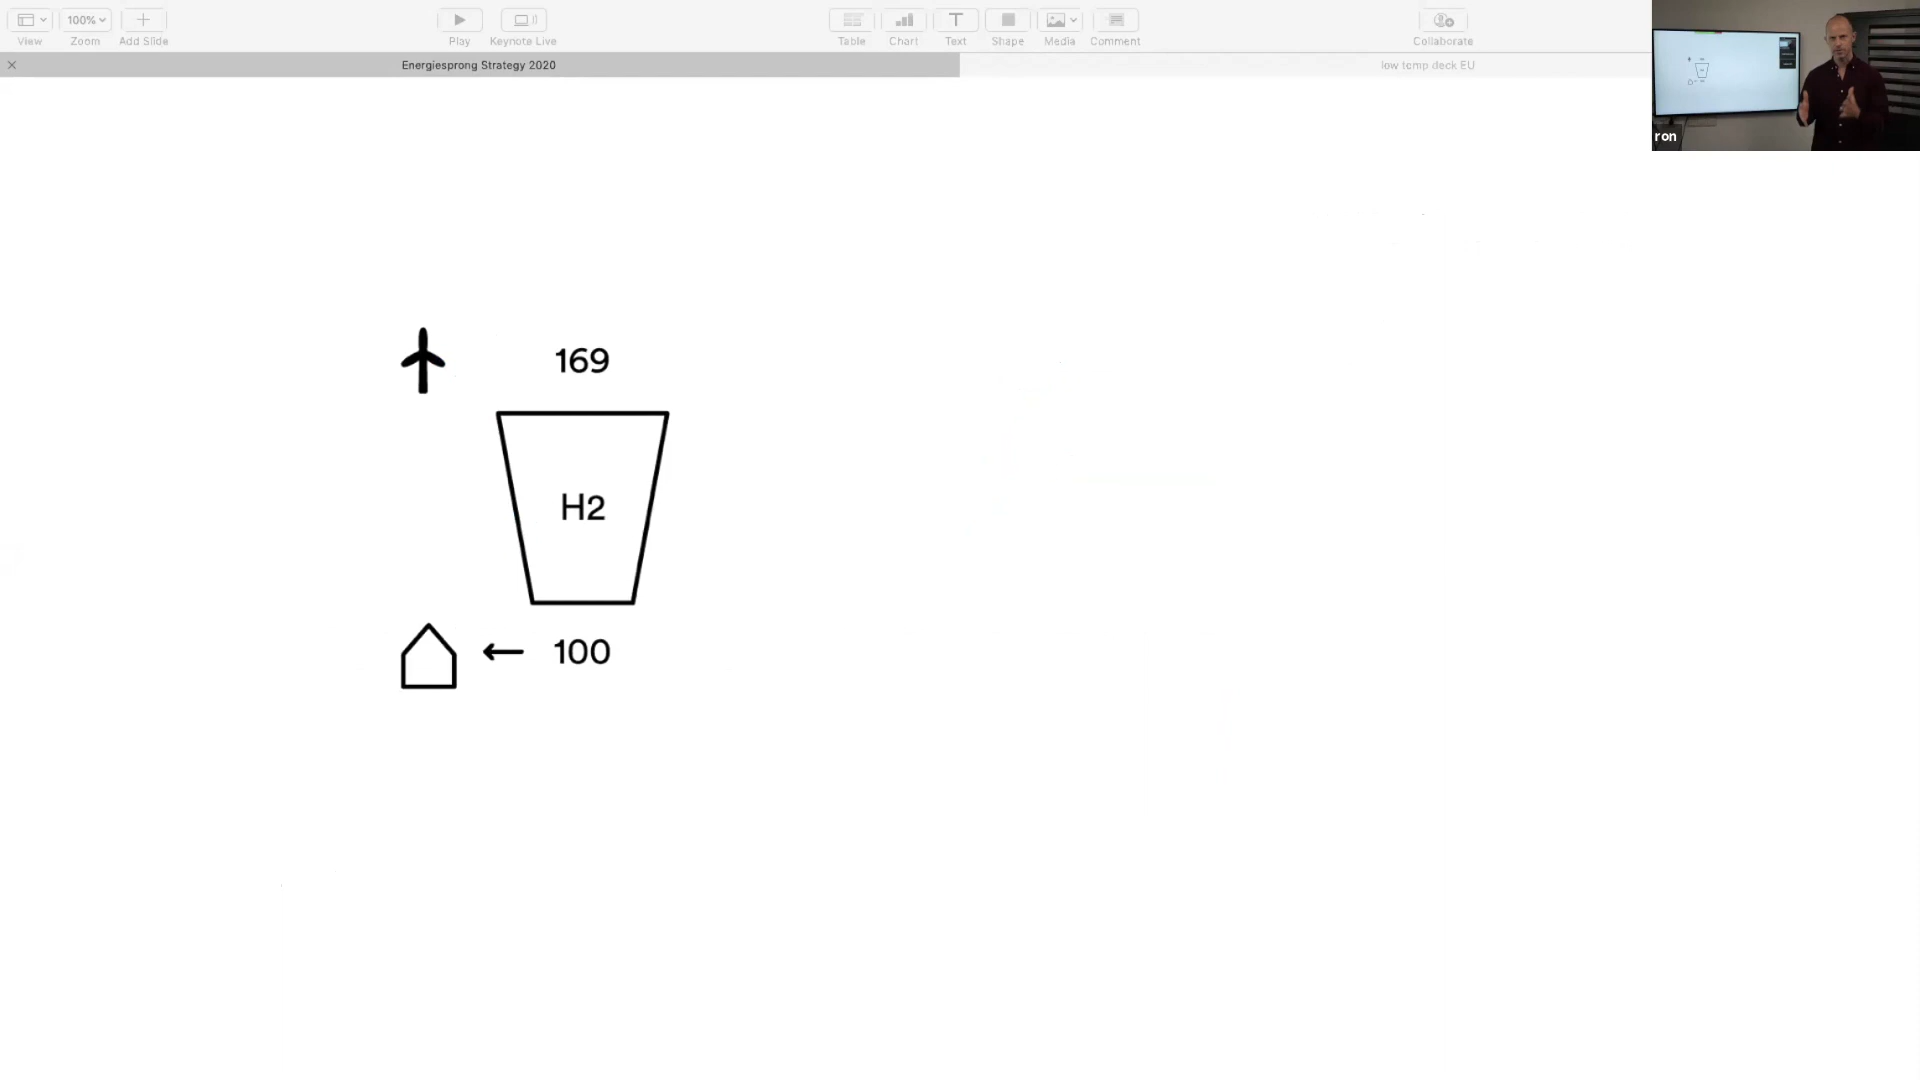 100%
View
Zoom
Add Slide
Play
Keynote Live
Table
Chart
Text
Shape
Media
Comment
Collaborate
Energiesprong Strategy 2020
low temp deck EU
ron
169
H2
100